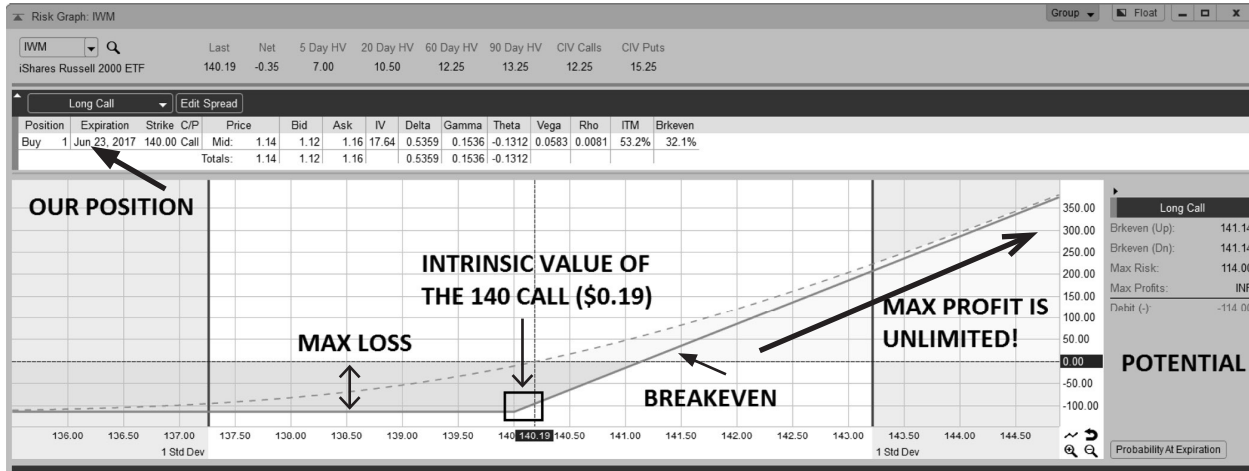 Risk Graph: IWM
Group
Float
IWM
Last Net 5 Day HV 20 Day HV 60 Day HV 90 Day HV CIV Calls CIV Puts
iShares Russell 2000 ETF 140.19 -0.35 7.00 10.50 12.25 13.25 12.25 15.25
Long Call Edit Spread
Position Expiration Strike C/P Price Bid Ask IV Delta Gamma Theta Vega Rho ITM Brkeven
Buy 1 Jun 23, 2017 140.00 Call Mid: 1.14 1.12 1.16 17.64 0.5359 0.1536 -0.1312 0.0583 0.0081 53.2% 32.1%
Totals: 1.14 1.12 1.16 0.5359 0.1536 -0.1312
OUR POSITION
INTRINSIC VALUE OF
THE 140 CALL ($0.19)
MAX LOSS
BREAKEVEN
MAX PROFIT IS
UNLIMITED!
350.00
300.00
250.00
200.00
150.00
100.00
50.00
0.00
-50.00
-100.00
136.00 136.50 137.00 137.50 130.00 130.50 139.00 139.50 140 140.19 140.50 141.00 141.50 142.00 142.50 143.00 143.50 144.00 144.50
1 Std Dev 1 Std Dev
Long Call
Brkeven (Up): 141.14
Brkeven (Dn): 141.14
Max Risk: 114.00
Max Profits: INF
Debit (-): -114.00
POTENTIAL
Probability At Expiration